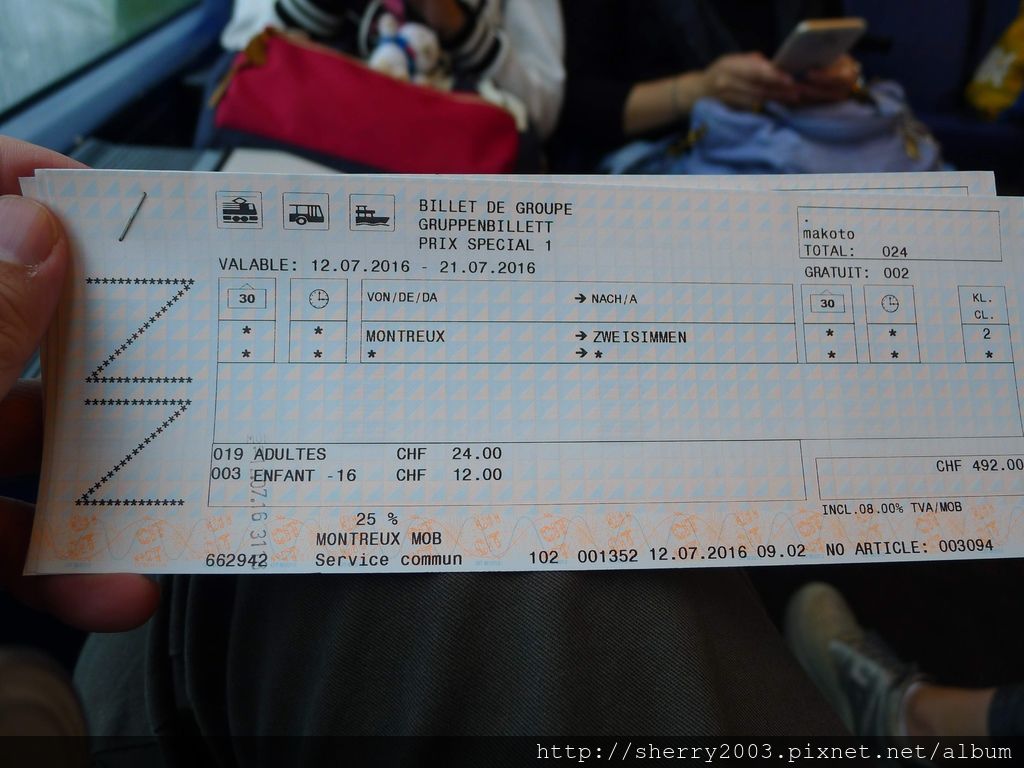 BILLET DE GROUPE
GRUPPENBILLETT
PRIX SPECIAL 1
.
makoto
TOTAL: 024
GRATUIT: 002
VALABLE: 12.07.2016 - 21.07.2016
30 VON/DE/DA → NACH/A 30 KL. CL.
* * MONTREUX → ZWEISIMMEN * * 2
* * * → * * * *
019 ADULTES CHF 24.00
003 ENFANT -16 CHF 12.00
CHF 492.00
INCL.08.00% TVA/MOB
25 %
MONTREUX MOB
662942 Service commun 102 001352 12.07.2016 09.02 NO ARTICLE: 003094
http://sherry2003.pixnet.net/album